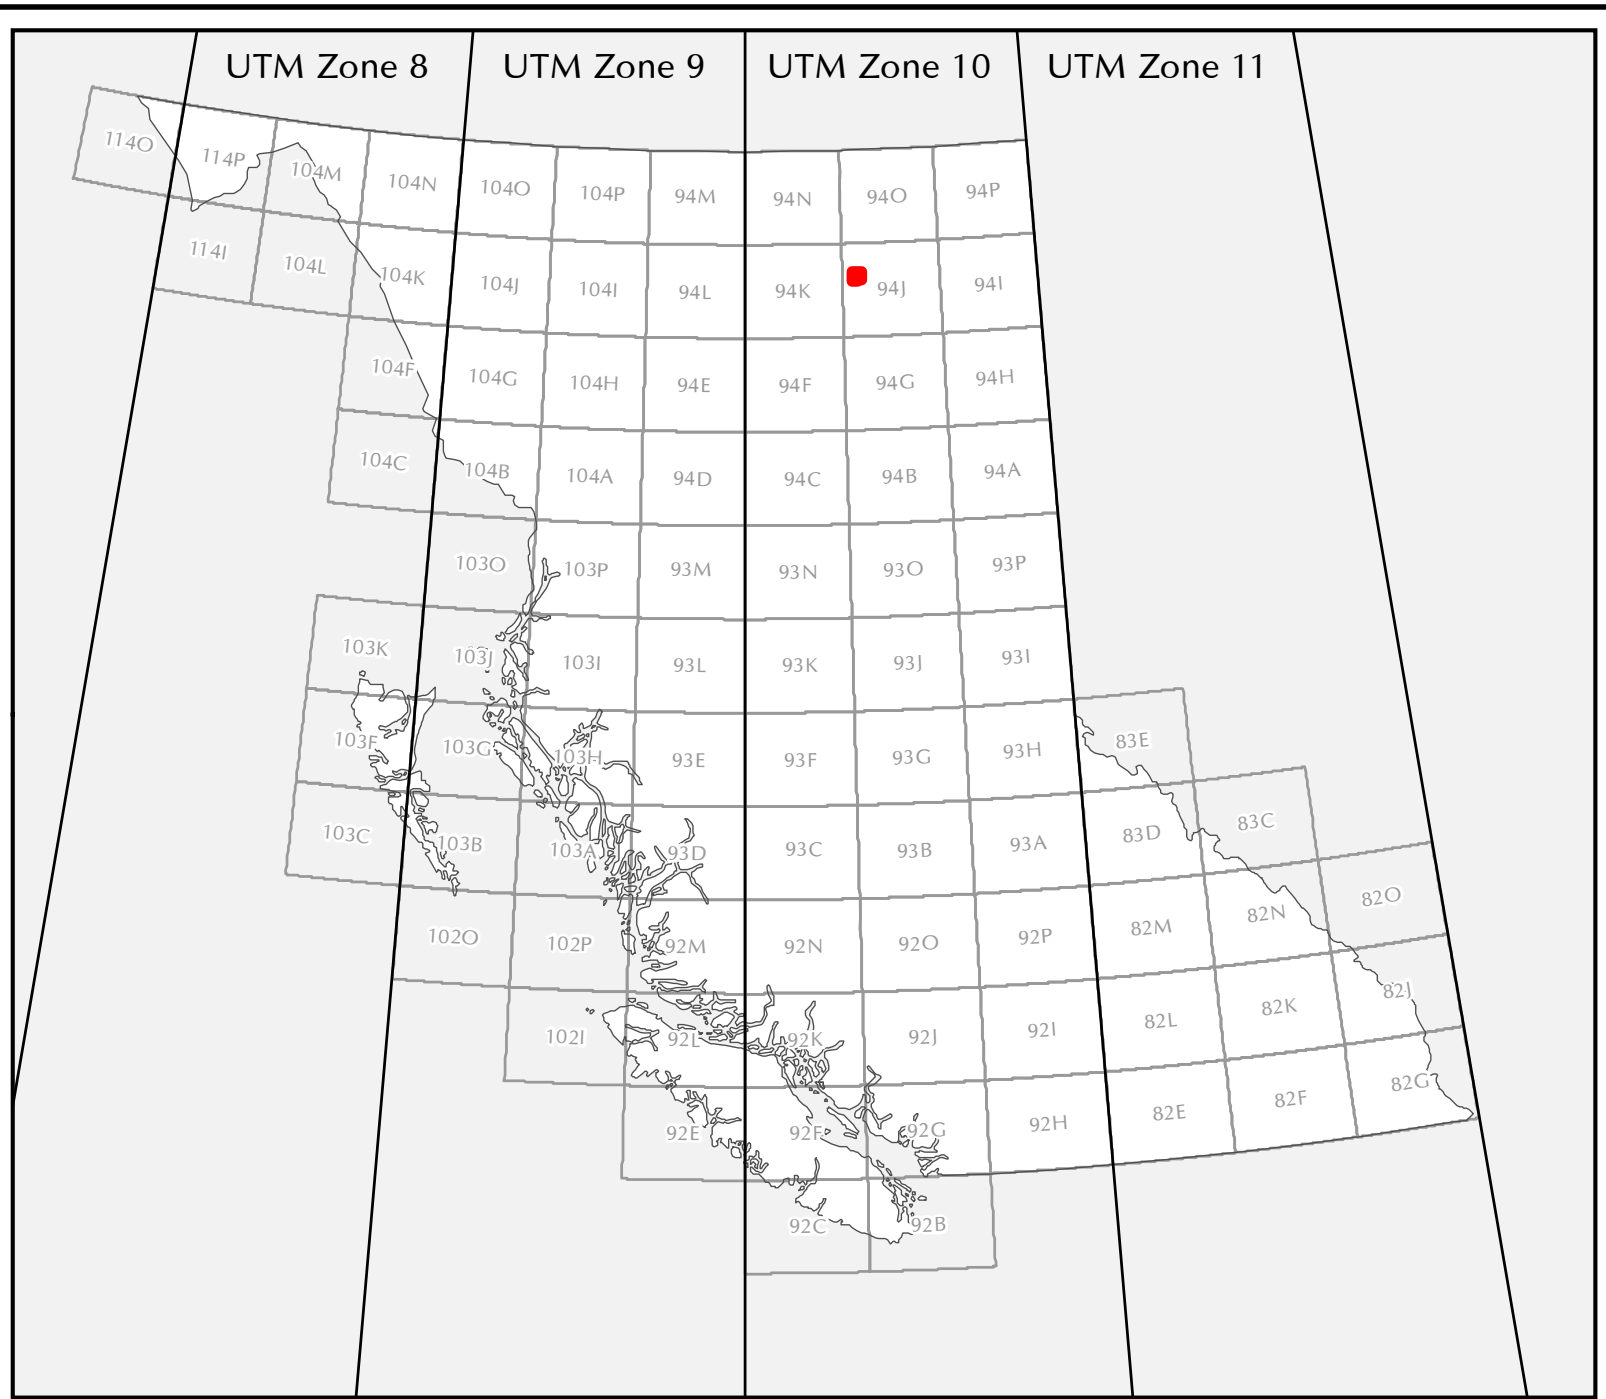 UTM Zone 8 UTM Zone 9 UTM Zone 10 UTM Zone 11
114O 114P 104M 104N 104O 104P 94M 94N 94O 94P
114I 104L 104K 104J 104I 94L 94K 94J 94I
104F 104G 104H 94E 94F 94G 94H
104C 104B 104A 94D 94C 94B 94A
103O 103P 93M 93N 93O 93P
103K 103J 103I 93L 93K 93J 93I
103F 103G 103H 93E 93F 93G 93H 83E
103C 103B 103A 93D 93C 93B 93A 83D 83C
102O 102P 92M 92N 92O 92P 82M 82N 82O
102I 92L 92K 92J 92I 82L 82K 82J
92E 92F 92G 92H 82E 82F 82G
92C 92B